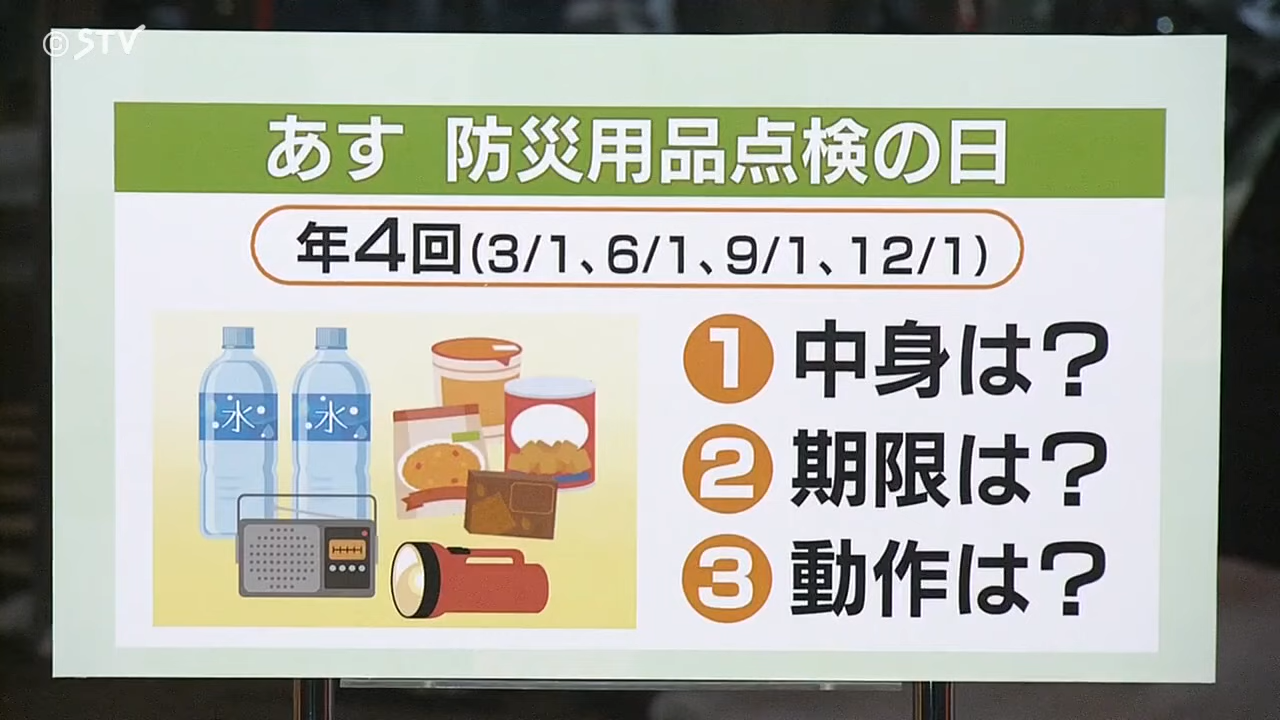 ©STV
あす 防災用品点検の日
年4回(3/1、6/1、9/1、12/1)
1 中身は?
2 期限は?
3 動作は?
水
水